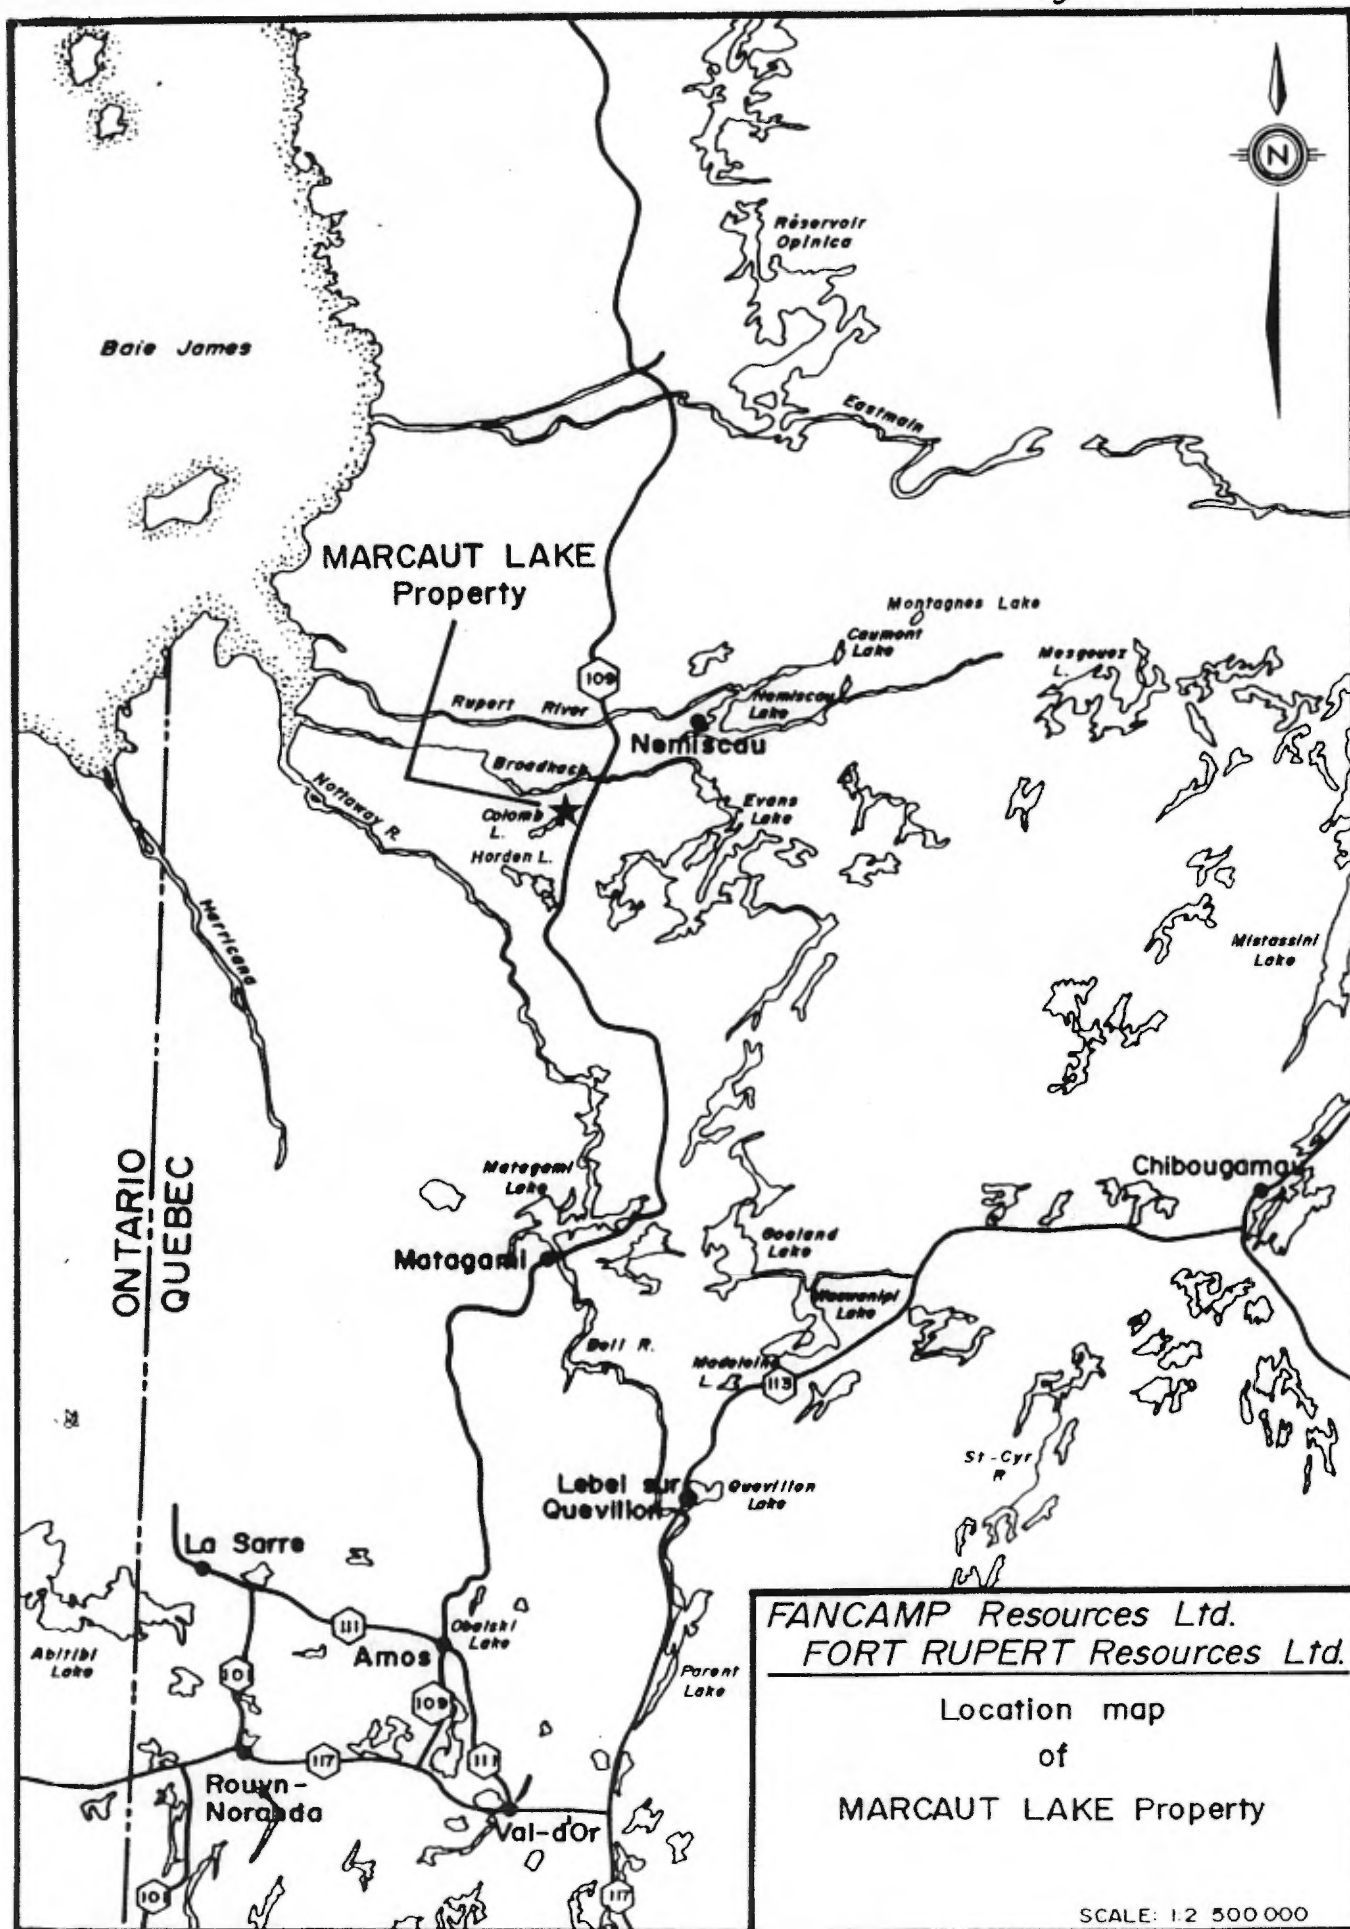 N
Réservoir
Opinica
Baie James
Eastmain
MARCAUT LAKE
Property
Montagnes Lake
Caumont
Lake
Mesgouez
L.
109
Rupert River
Nemiscau
Lake
Nemiscau
Broadback
Nottaway R.
Colomb
L.
Evans
Lake
Horden L.
Harricana
Mistassini
Lake
ONTARIO
QUEBEC
Matagami
Lake
Chibougamau
Goeland
Lake
Matagami
Waswanipi
Lake
Bell R.
Madeleine
L.
113
St-Cyr
R
Lebel sur
Quevillon
Quevillon
Lake
La Sarre
111
Obalski
Lake
Amos
Abitibi
Lake
101
109
Parent
Lake
117
111
Rouyn-
Noranda
Val-d'Or
101
117
FANCAMP Resources Ltd.
FORT RUPERT Resources Ltd.
Location map
of
MARCAUT LAKE Property
SCALE: 1:2 500 000